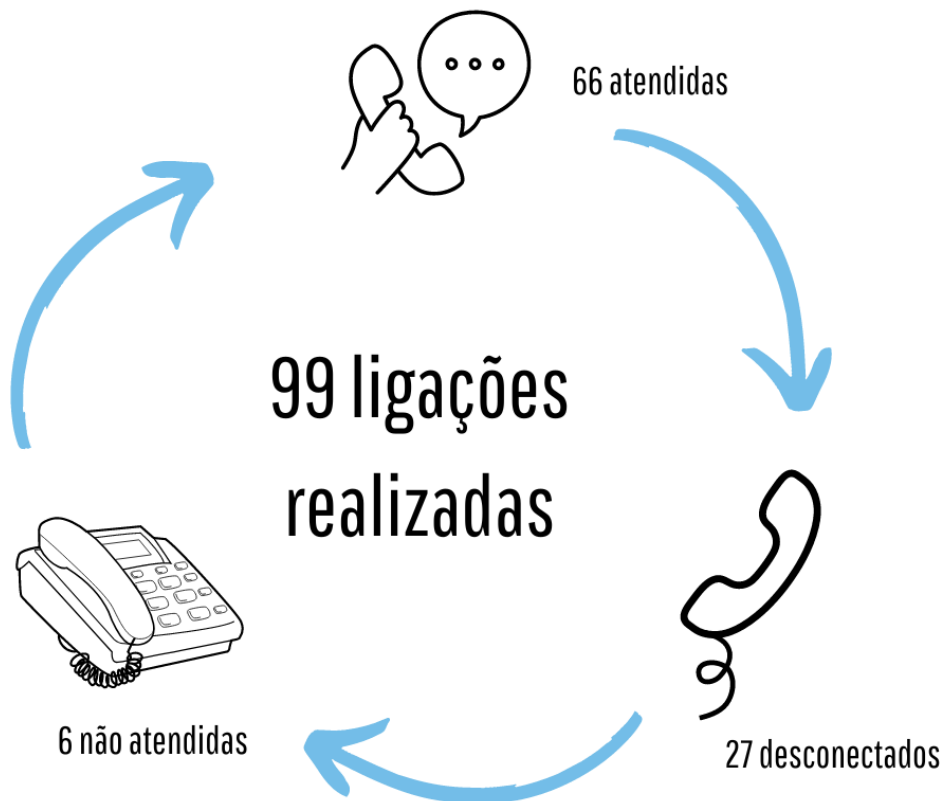 66 atendidas
99 ligações
realizadas
6 não atendidas
27 desconectados